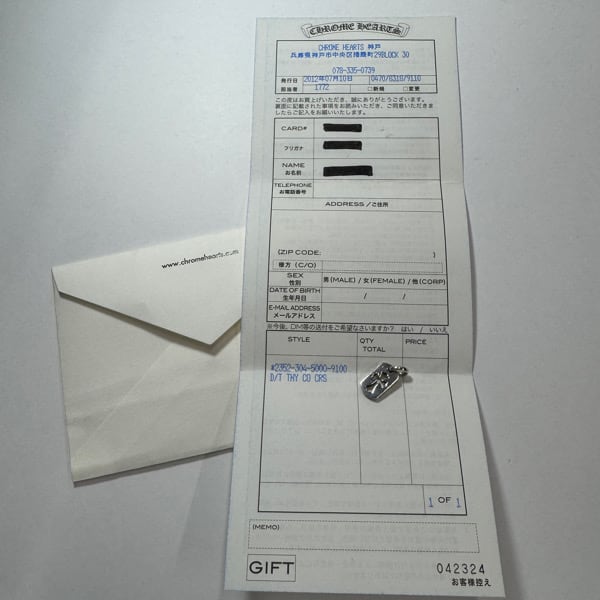 CHROME HEARTS
CHROME HEARTS 神戸
兵庫県神戸市中央区播磨町29BLOCK 30
078-335-0739
発行日 2012年07月10日 0470/6318/9110
担当者 1772 □新規 □変更
この度はお買上げいただき、誠にありがとうございます。
裏面に記載された事項をお読みいただき、ご同意いただきま
したらご記入をお願いいたします。
CARD#
フリガナ
NAME
お名前
TELEPHONE
お電話番号
ADDRESS /ご住所
(ZIP CODE: )
様方 (C/O)
SEX
性別
男(MALE) / 女(FEMALE) / 他(CORP)
DATE OF BIRTH
生年月日
/ /
E-MAIL ADDRESS
メールアドレス
※今後、DM等の送付をご希望なさいますか? はい / いいえ
STYLE QTY TOTAL PRICE
*2352-304-5000-9100
D/T THY CO CRS
1 OF 1
(MEMO)
GIFT
042324
お客様控え
www.chromehearts.com